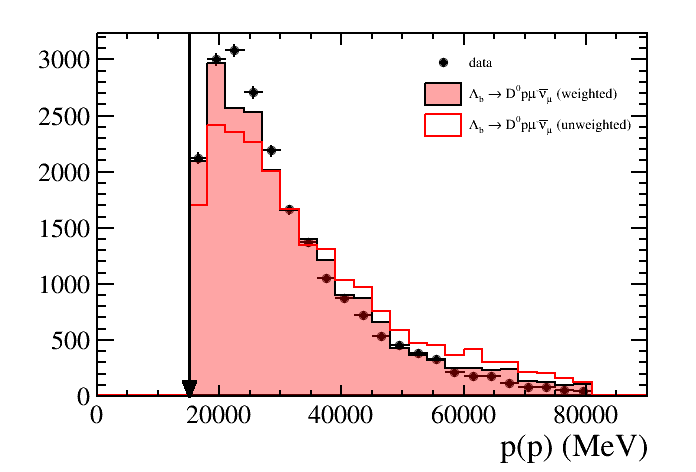 3000
2500
2000
1500
1000
500
0
data
Λb → D⁰pμ ν̅μ (weighted)
Λb → D⁰pμ ν̅μ (unweighted)
0 20000 40000 60000 80000
p(p) (MeV)